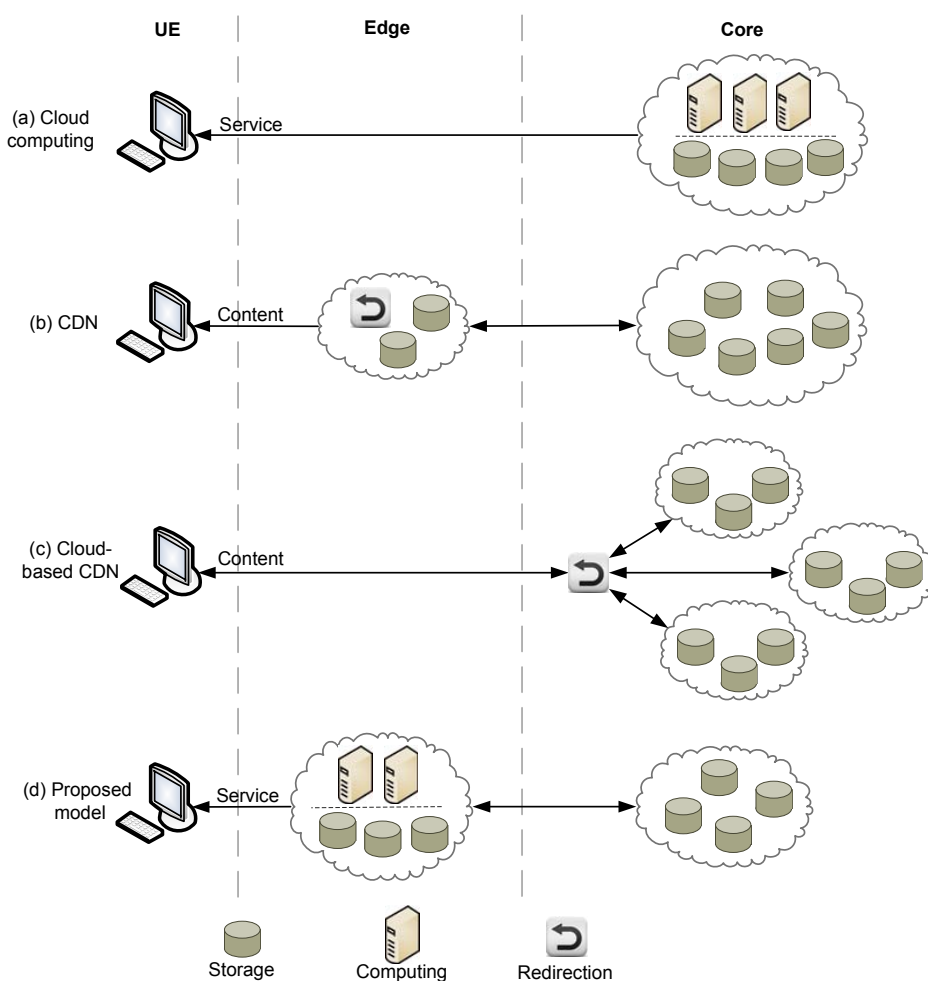 UE
Edge
Core
(a) Cloud
computing
Service
(b) CDN
Content
(c) Cloud-
based CDN
Content
(d) Proposed
model
Service
Storage
Computing
Redirection